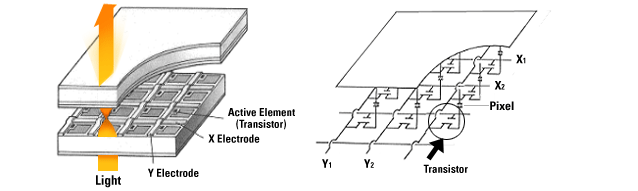 Active Element
(Transistor)
X Electrode
Y Electrode
Light
X1
X2
Pixel
Y1
Y2
Transistor